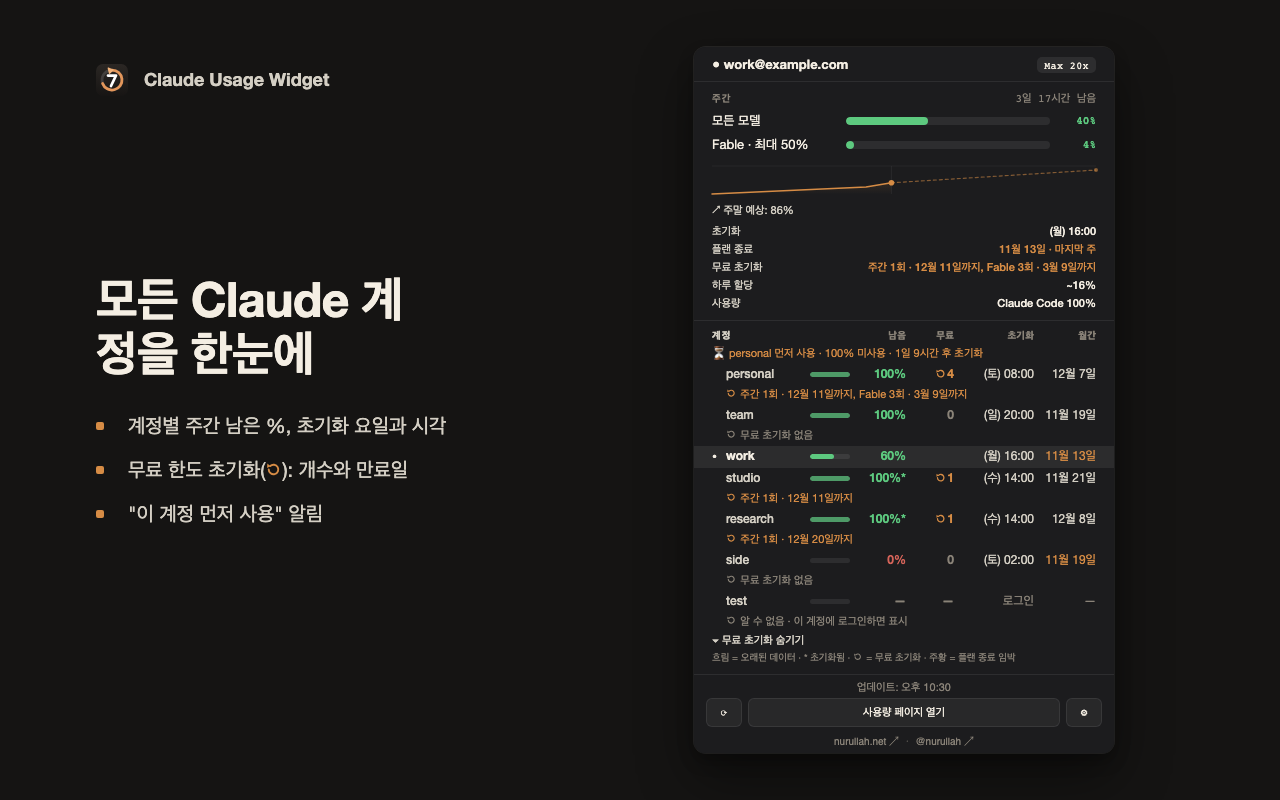 7 Claude Usage Widget
모든 Claude 계
정을 한눈에
계정별 주간 남은 %, 초기화 요일과 시각
무료 한도 초기화(↺): 개수와 만료일
"이 계정 먼저 사용" 알림
• work@example.com Max 20x
주간 3일 17시간 남음
모든 모델 40%
Fable · 최대 50% 4%
↗ 주말 예상: 86%
초기화 (월) 16:00
플랜 종료 11월 13일 · 마지막 주
무료 초기화 주간 1회 · 12월 11일까지, Fable 3회 · 3월 9일까지
하루 할당 ~16%
사용량 Claude Code 100%
계정 남음 무료 초기화 월간
⏳ personal 먼저 사용 · 100% 미사용 · 1일 9시간 후 초기화
personal 100% ↺4 (토) 08:00 12월 7일
↺ 주간 1회 · 12월 11일까지, Fable 3회 · 3월 9일까지
team 100% 0 (일) 20:00 11월 19일
↺ 무료 초기화 없음
• work 60% (월) 16:00 11월 13일
studio 100%* ↺1 (수) 14:00 11월 21일
↺ 주간 1회 · 12월 11일까지
research 100%* ↺1 (수) 14:00 12월 8일
↺ 주간 1회 · 12월 20일까지
side 0% 0 (토) 02:00 11월 19일
↺ 무료 초기화 없음
test — — 로그인 —
↺ 알 수 없음 · 이 계정에 로그인하면 표시
▾ 무료 초기화 숨기기
흐림 = 오래된 데이터 · * 초기화됨 · ↺ = 무료 초기화 · 주황 = 플랜 종료 임박
업데이트: 오후 10:30
⟳ 사용량 페이지 열기 ⚙
nurullah.net ↗ · @nurullah ↗